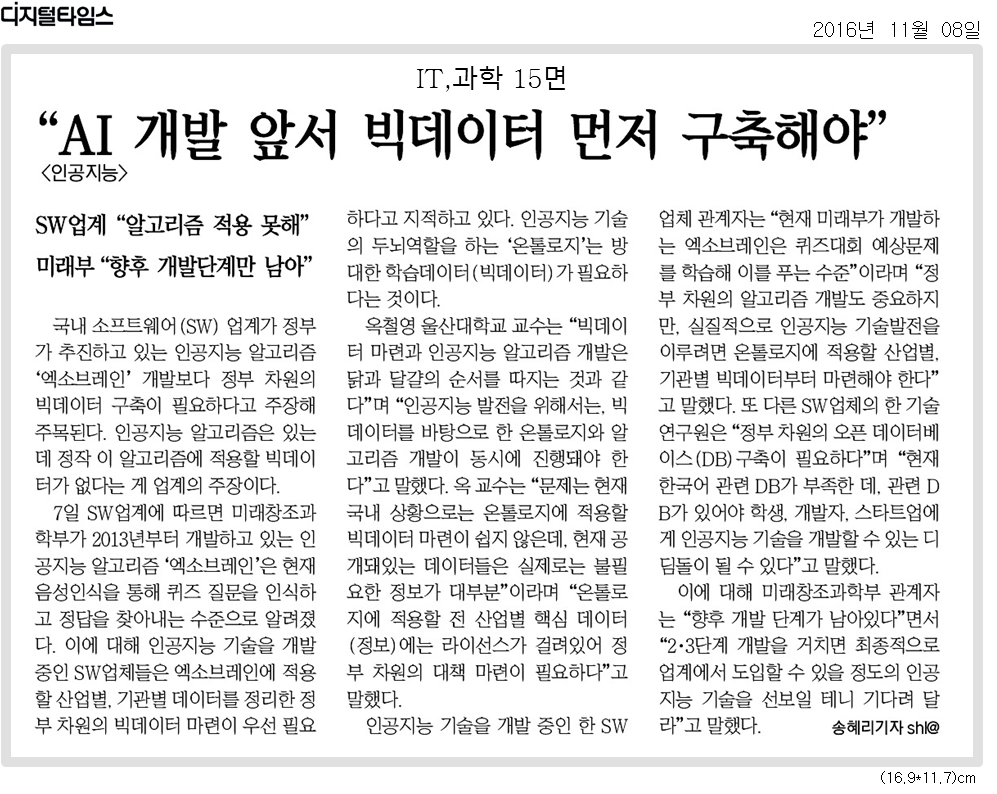 디지털타임스
2016년 11월 08일
IT,과학 15면
“AI 개발 앞서 빅데이터 먼저 구축해야”
<인공지능>
SW업계 “알고리즘 적용 못해”
미래부 “향후 개발단계만 남아”
국내 소프트웨어(SW) 업계가 정부
가 추진하고 있는 인공지능 알고리즘
‘엑소브레인’ 개발보다 정부 차원의
빅데이터 구축이 필요하다고 주장해
주목된다. 인공지능 알고리즘은 있는
데 정작 이 알고리즘에 적용할 빅데이
터가 없다는 게 업계의 주장이다.
7일 SW업계에 따르면 미래창조과
학부가 2013년부터 개발하고 있는 인
공지능 알고리즘 ‘엑소브레인’은 현재
음성인식을 통해 퀴즈 질문을 인식하
고 정답을 찾아내는 수준으로 알려졌
다. 이에 대해 인공지능 기술을 개발
중인 SW업체들은 엑소브레인에 적용
할 산업별, 기관별 데이터를 정리한 정
부 차원의 빅데이터 마련이 우선 필요
하다고 지적하고 있다. 인공지능 기술
의 두뇌역할을 하는 ‘온톨로지’는 방
대한 학습데이터(빅데이터)가 필요하
다는 것이다.
옥철영 울산대학교 교수는 “빅데이
터 마련과 인공지능 알고리즘 개발은
닭과 달걀의 순서를 따지는 것과 같
다”며 “인공지능 발전을 위해서는, 빅
데이터를 바탕으로 한 온톨로지와 알
고리즘 개발이 동시에 진행돼야 한
다”고 말했다. 옥 교수는 “문제는 현재
국내 상황으로는 온톨로지에 적용할
빅데이터 마련이 쉽지 않은데, 현재 공
개돼있는 데이터들은 실제로는 불필
요한 정보가 대부분”이라며 “온톨로
지에 적용할 전 산업별 핵심 데이터
(정보)에는 라이선스가 걸려있어 정
부 차원의 대책 마련이 필요하다”고
말했다.
인공지능 기술을 개발 중인 한 SW
업체 관계자는 “현재 미래부가 개발하
는 엑소브레인은 퀴즈대회 예상문제
를 학습해 이를 푸는 수준”이라며 “정
부 차원의 알고리즘 개발도 중요하지
만, 실질적으로 인공지능 기술발전을
이루려면 온톨로지에 적용할 산업별,
기관별 빅데이터부터 마련해야 한다”
고 말했다. 또 다른 SW업체의 한 기술
연구원은 “정부 차원의 오픈 데이터베
이스(DB) 구축이 필요하다”며 “현재
한국어 관련 DB가 부족한 데, 관련 D
B가 있어야 학생, 개발자, 스타트업에
게 인공지능 기술을 개발할 수 있는 디
딤돌이 될 수 있다”고 말했다.
이에 대해 미래창조과학부 관계자
는 “향후 개발 단계가 남아있다”면서
“2·3단계 개발을 거치면 최종적으로
업계에서 도입할 수 있을 정도의 인공
지능 기술을 선보일 테니 기다려 달
라”고 말했다. 송혜리기자 shl@
(16.9*11.7)cm